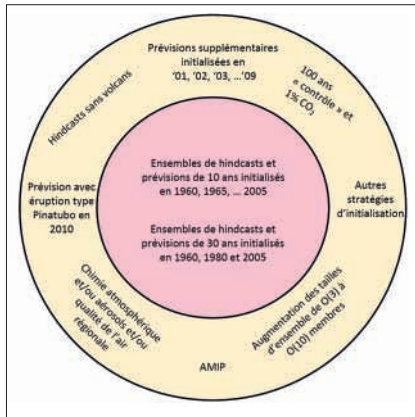 Prévisions supplémentaires
initialisées en
’01, ’02, ’03, …’09
100 ans
« contrôle » et
1% CO₂
Autres
stratégies
d’initialisation
Augmentation des tailles
d’ensemble de O(3) à
O(10) membres
AMIP
Chimie atmosphérique
et/ou aérosols et/ou
qualité de l’air
régionale
Prévision avec
éruption type
Pinatubo en
2010
Hindcasts sans volcans
Ensembles de hindcasts et
prévisions de 10 ans initialisés
en 1960, 1965, … 2005
Ensembles de hindcasts et
prévisions de 30 ans initialisés
en 1960, 1980 et 2005